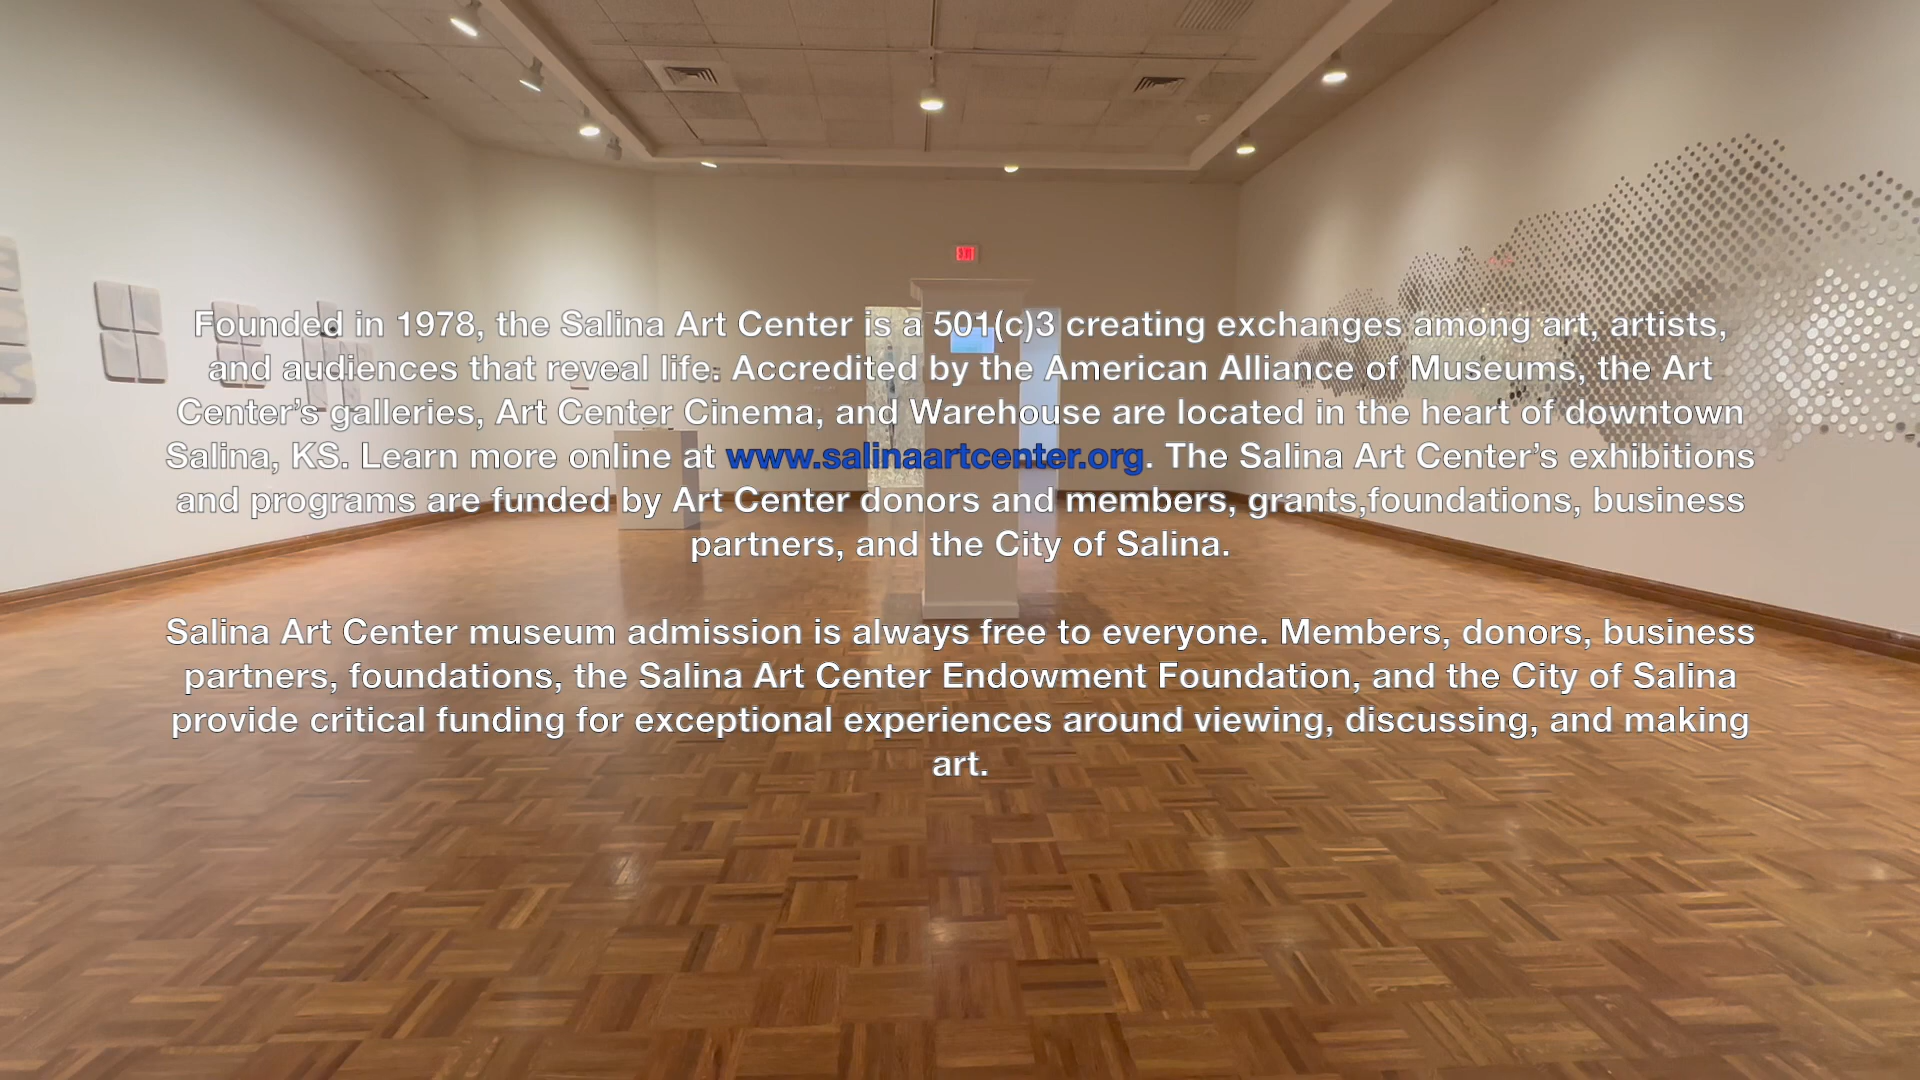 EXIT
Founded in 1978, the Salina Art Center is a 501(c)3 creating exchanges among art, artists,
and audiences that reveal life. Accredited by the American Alliance of Museums, the Art
Center’s galleries, Art Center Cinema, and Warehouse are located in the heart of downtown
Salina, KS. Learn more online at www.salinaartcenter.org. The Salina Art Center’s exhibitions
and programs are funded by Art Center donors and members, grants,foundations, business
partners, and the City of Salina.
Salina Art Center museum admission is always free to everyone. Members, donors, business
partners, foundations, the Salina Art Center Endowment Foundation, and the City of Salina
provide critical funding for exceptional experiences around viewing, discussing, and making
art.